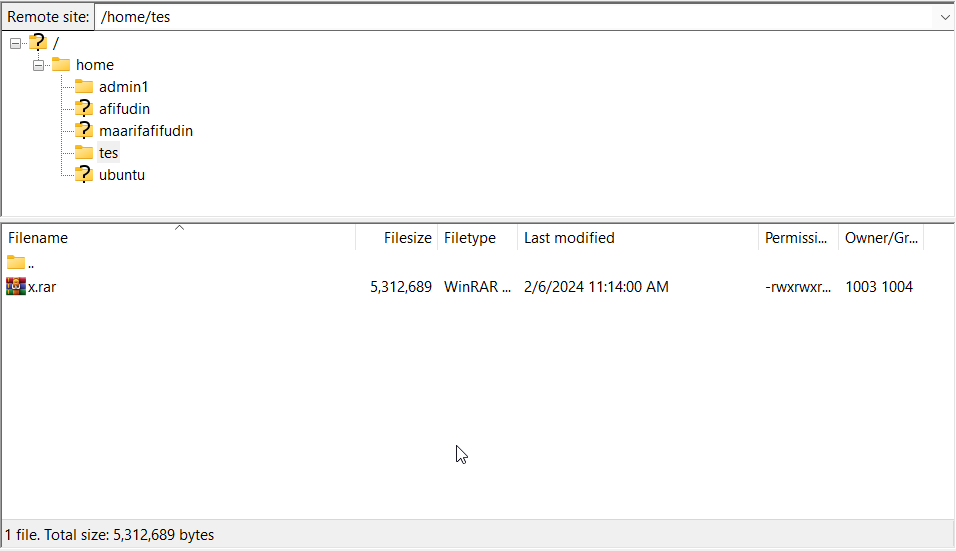 Remote site: /home/tes
/
home
admin1
afifudin
maarifafifudin
tes
ubuntu
Filename Filesize Filetype Last modified Permissi... Owner/Gr...
..
x.rar 5,312,689 WinRAR ... 2/6/2024 11:14:00 AM -rwxrwxr... 1003 1004
1 file. Total size: 5,312,689 bytes